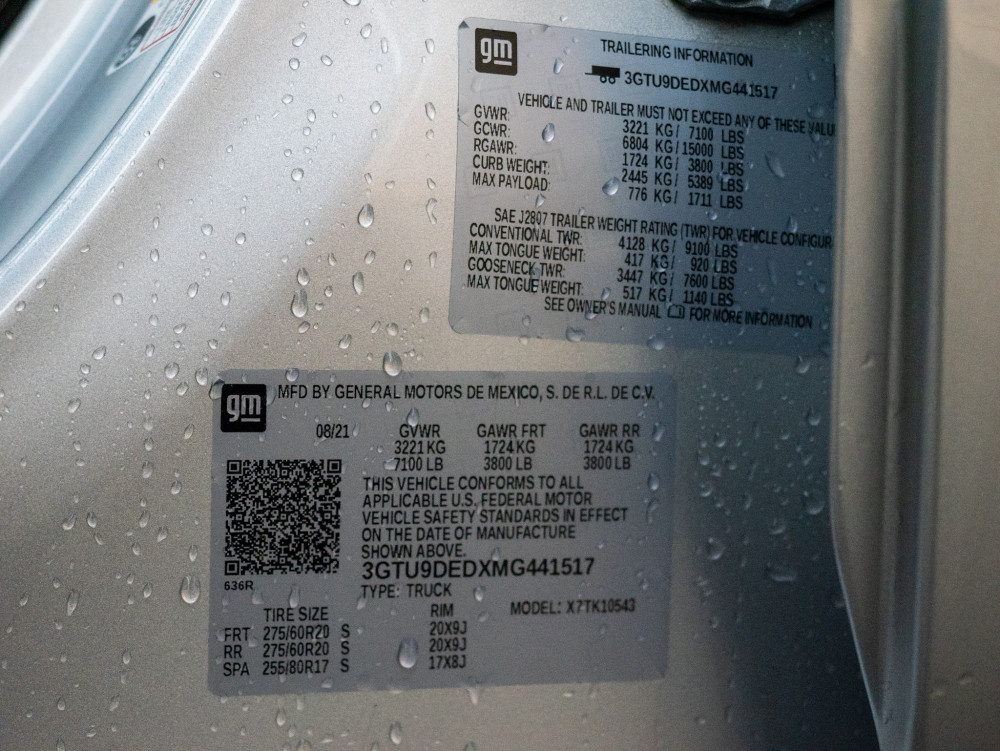 gm
TRAILERING INFORMATION
3GTU9DEDXMG441517
VEHICLE AND TRAILER MUST NOT EXCEED ANY OF THESE
GVWR: 3221 KG/ 7100 LBS
GCWR: 6804 KG/15000 LBS
RGAWR: 1724 KG/ 3800 LBS
CURB WEIGHT: 2445 KG/ 5389 LBS
MAX PAYLOAD: 776 KG/ 1711 LBS
SAE J2807 TRAILER WEIGHT RATING (TWR) FOR VEHICLE CONFIGUR
CONVENTIONAL TWR: 4128 KG/ 9100 LBS
MAX TONGUE WEIGHT: 417 KG/ 920 LBS
GOOSENECK TWR: 3447 KG/ 7600 LBS
MAX TONGUE WEIGHT: 517 KG/ 1140 LBS
SEE OWNER'S MANUAL FOR MORE INFORMATION
gm
MFD BY GENERAL MOTORS DE MEXICO, S. DE R.L. DE C.V.
08/21 GVWR GAWR FRT GAWR RR
3221 KG 1724 KG 1724 KG
7100 LB 3800 LB 3800 LB
THIS VEHICLE CONFORMS TO ALL
APPLICABLE U.S. FEDERAL MOTOR
VEHICLE SAFETY STANDARDS IN EFFECT
ON THE DATE OF MANUFACTURE
SHOWN ABOVE.
3GTU9DEDXMG441517
636R
TYPE: TRUCK
TIRE SIZE RIM MODEL: X7TK10543
FRT 275/60R20 S 20X9J
RR 275/60R20 S 20X9J
SPA 255/80R17 S 17X8J